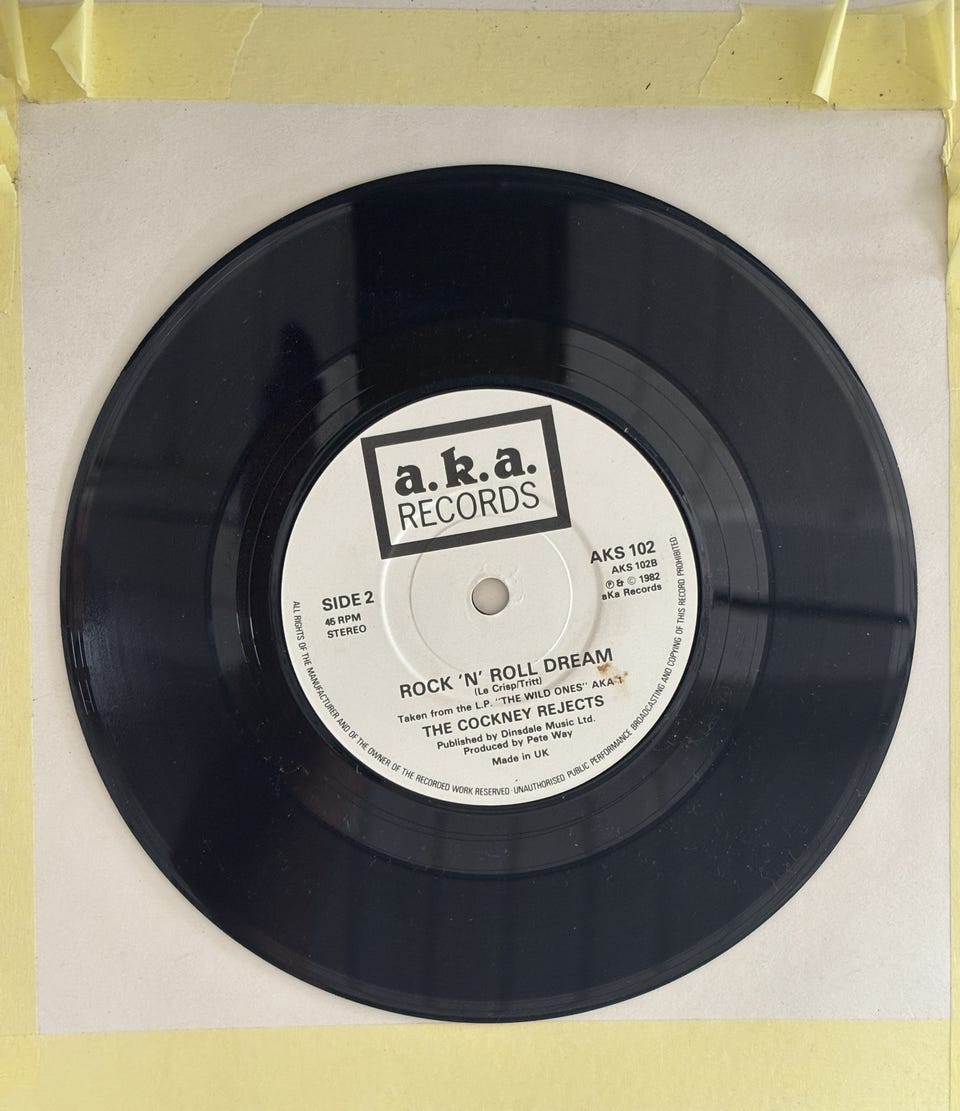 a.k.a.
RECORDS
AKS 102
AKS 102B
℗ & © 1982
aKa Records
SIDE 2
45 RPM
STEREO
ROCK 'N' ROLL DREAM
(Le Crisp/Tritt)
Taken from the L.P. "THE WILD ONES" AKA 1
THE COCKNEY REJECTS
Published by Dinsdale Music Ltd.
Produced by Pete Way
Made in UK
ALL RIGHTS OF THE MANUFACTURER AND OF THE OWNER OF THE RECORDED WORK RESERVED · UNAUTHORISED PUBLIC PERFORMANCE BROADCASTING AND COPYING OF THIS RECORD PROHIBITED